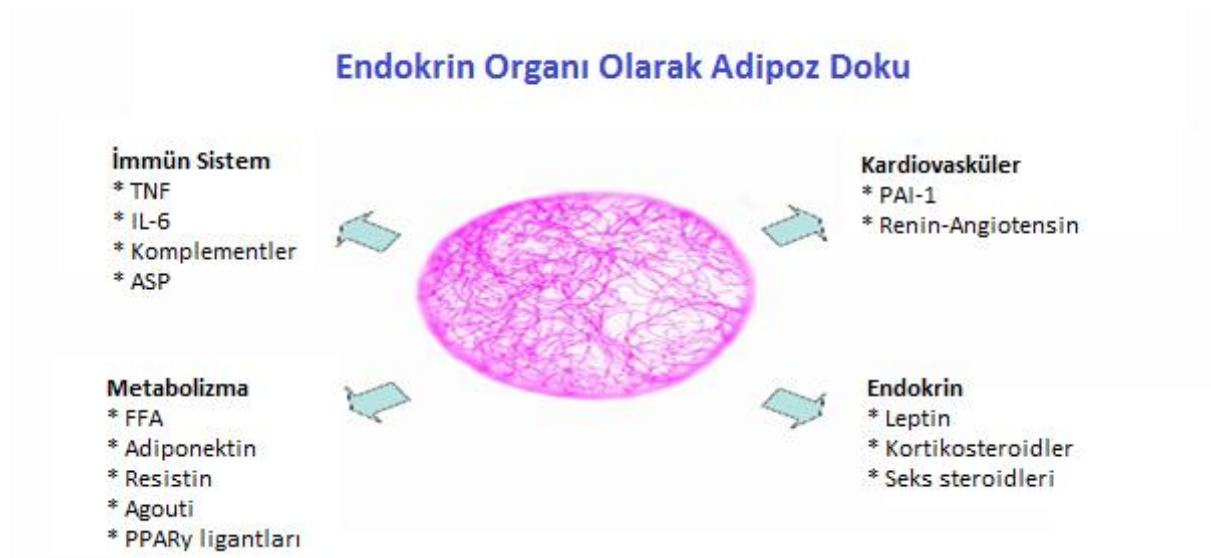 Endokrin Organı Olarak Adipoz Doku
İmmün Sistem
* TNF
* IL-6
* Komplementler
* ASP
Kardiovasküler
* PAI-1
* Renin-Angiotensin
Metabolizma
* FFA
* Adiponektin
* Resistin
* Agouti
* PPARy ligantları
Endokrin
* Leptin
* Kortikosteroidler
* Seks steroidleri